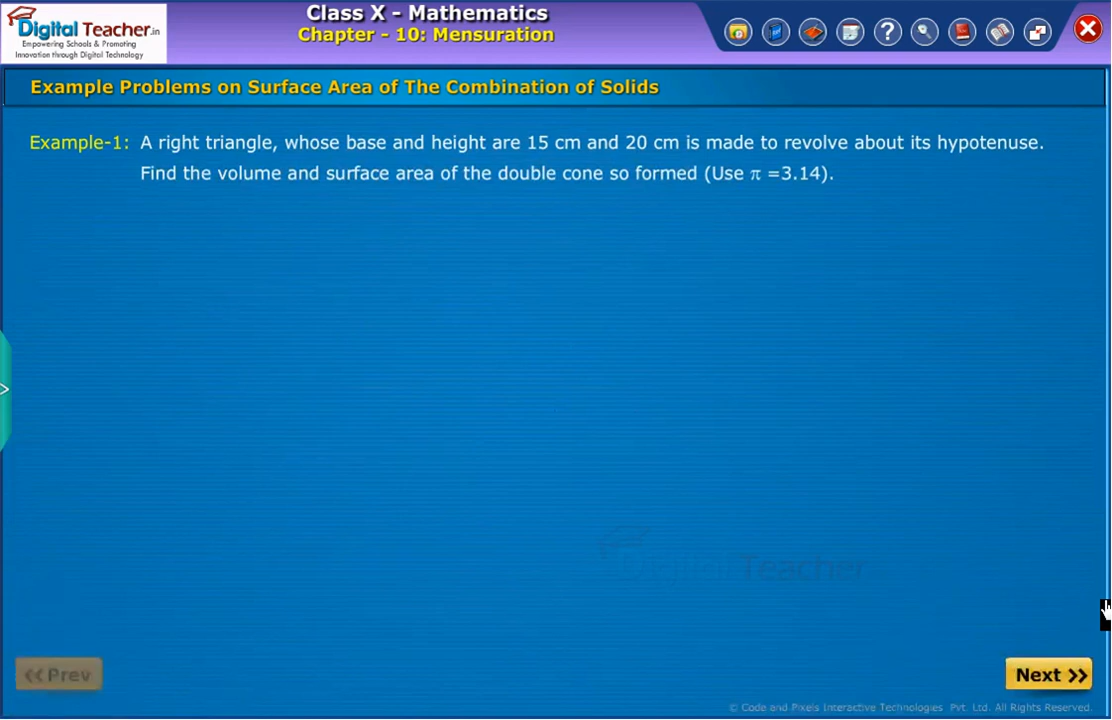 Digital Teacher.in
Empowering Schools & Promoting
Innovation through Digital Technology
Class X - Mathematics
Chapter - 10: Mensuration
?
Example Problems on Surface Area of The Combination of Solids
Example-1: A right triangle, whose base and height are 15 cm and 20 cm is made to revolve about its hypotenuse.
Find the volume and surface area of the double cone so formed (Use π =3.14).
>
Digital Teacher
<< Prev
Next >>
© Code and Pixels Interactive Technologies Pvt. Ltd. All Rights Reserved.